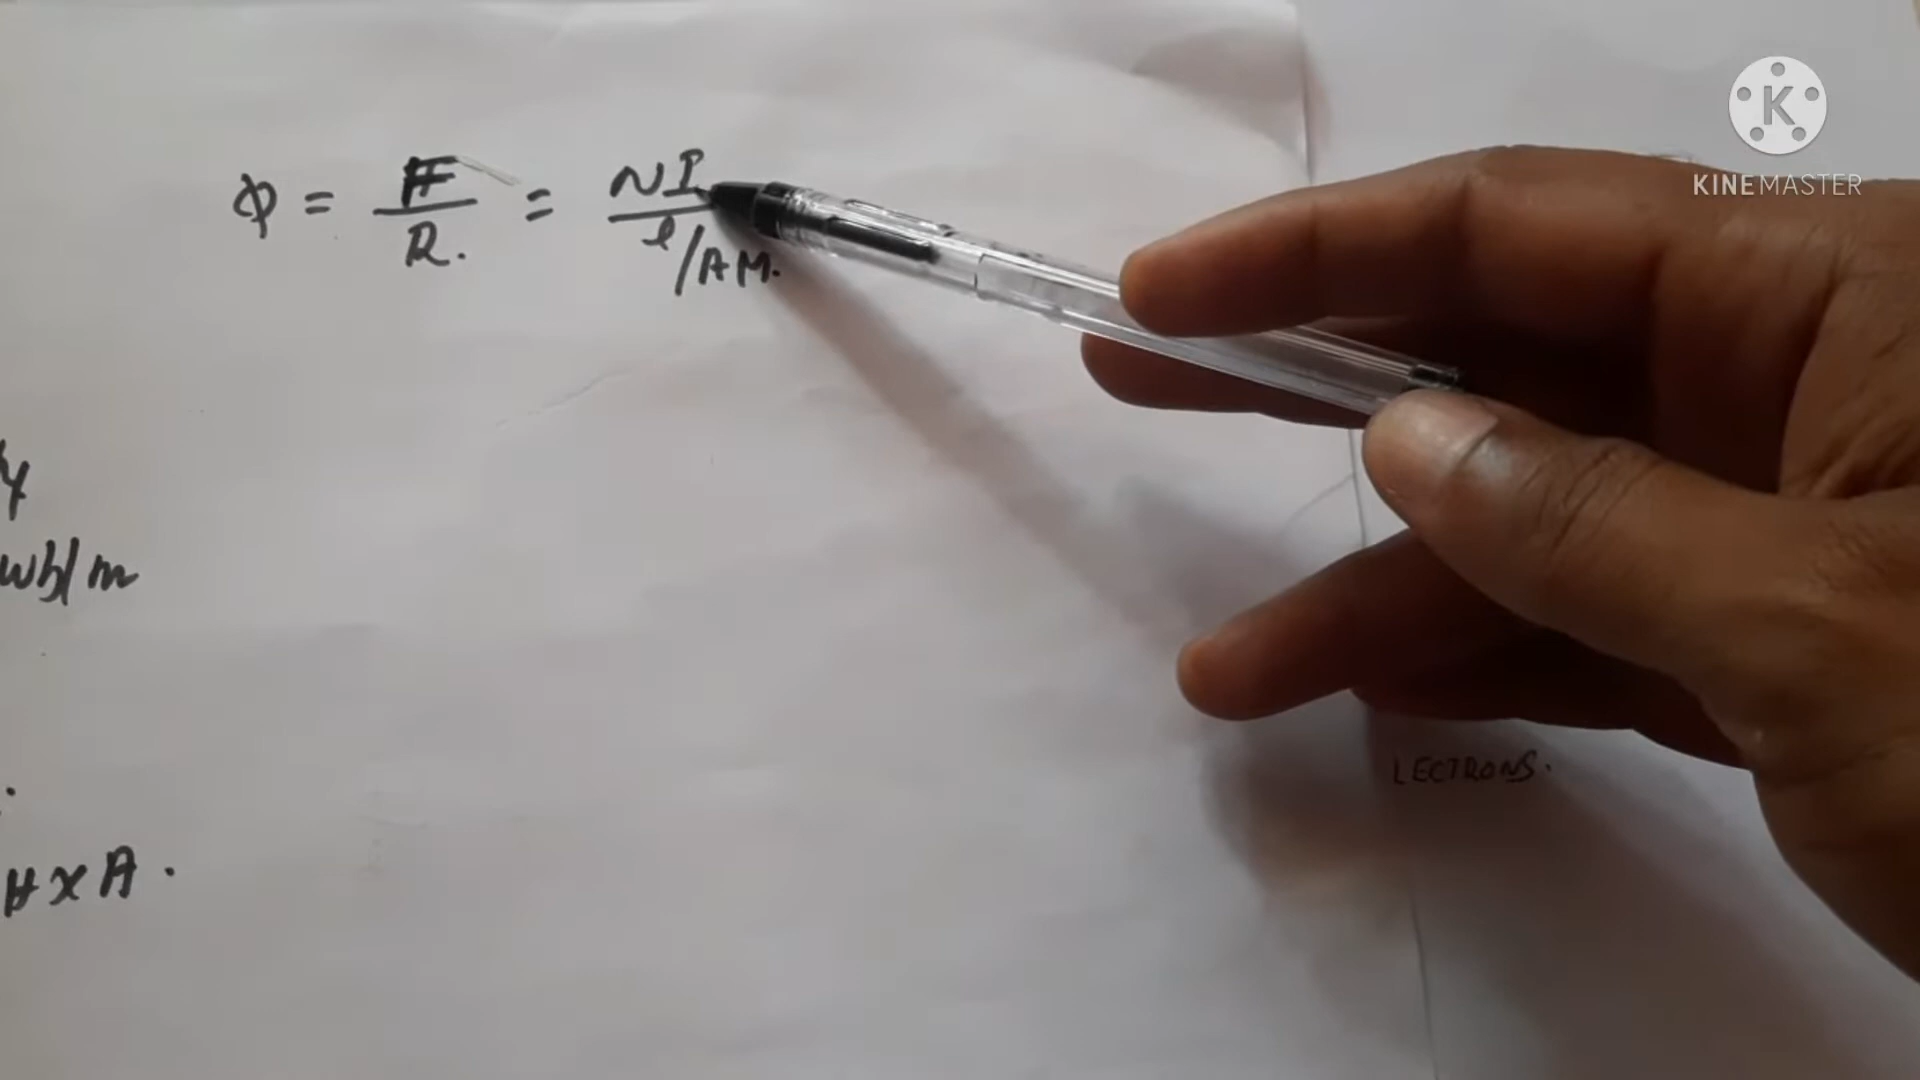 K
KINEMASTER
φ = F/R. = NI/l/AM.
y
wb/m
LECTRONS.
H x A.